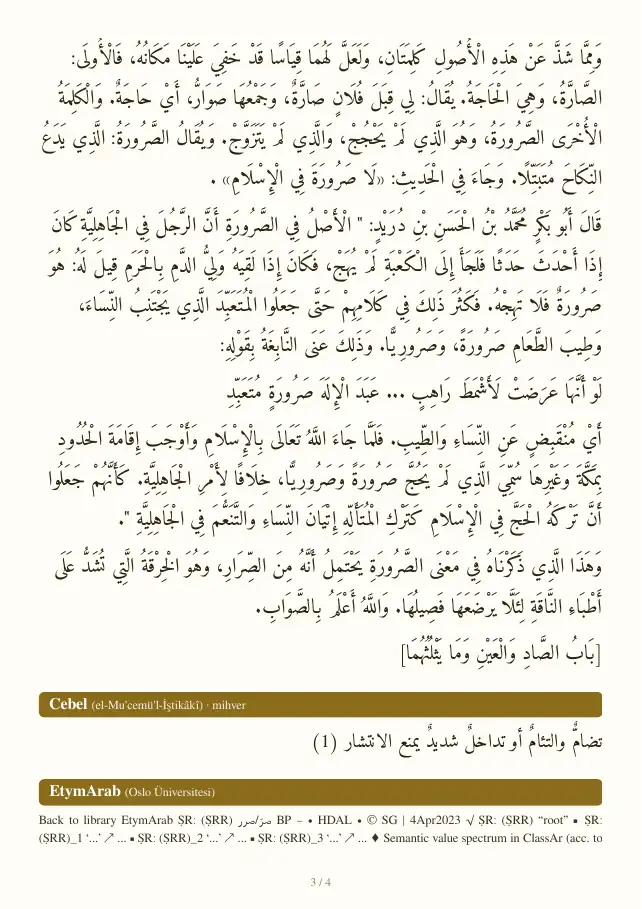 وَمِمَّا شَذَّ عَنْ هَذِهِ الْأُصُولِ كَلِمَتَانِ، وَلَعَلَّ لَهُمَا قِيَاسًا قَدْ خَفِيَ عَلَيْنَا مَكَانُهُ، فَالْأُولَى:
الصَّارَّةُ، وَهِيَ الْحَاجَةُ. يُقَالُ: لِي قِبَلَ فُلَانٍ صَارَّةٌ، وَجَمْعُهَا صَوَارُّ، أَيْ حَاجَةٌ. وَالْكَلِمَةُ
الْأُخْرَى الصَّرُورَةُ، وَهُوَ الَّذِي لَمْ يَحْجُجْ، وَالَّذِي لَمْ يَتَزَوَّجْ. وَيُقَالُ الصَّرُورَةُ: الَّذِي يَدَعُ
النِّكَاحَ مُتَبَتِّلًا. وَجَاءَ فِي الْحَدِيثِ: «لَا صَرُورَةَ فِي الْإِسْلَامِ» .
قَالَ أَبُو بَكْرٍ مُحَمَّدُ بْنُ الْحَسَنِ بْنِ دُرَيْدٍ: " الْأَصْلُ فِي الصَّرُورَةِ أَنَّ الرَّجُلَ فِي الْجَاهِلِيَّةِ كَانَ
إِذَا أَحْدَثَ حَدَثًا فَلَجَأَ إِلَى الْكَعْبَةِ لَمْ يُهَجْ، فَكَانَ إِذَا لَقِيَهُ وَلِيُّ الدَّمِ بِالْحَرَمِ قِيلَ لَهُ: هُوَ
صَرُورَةٌ فَلَا تَهِجْهُ. فَكَثُرَ ذَلِكَ فِي كَلَامِهِمْ حَتَّى جَعَلُوا الْمُتَعَبِّدَ الَّذِي يَجْتَنِبُ النِّسَاءَ،
وَطِيبَ الطَّعَامِ صَرُورَةً، وَصَرُورِيًّا. وَذَلِكَ عَنَى النَّابِغَةُ بِقَوْلِهِ:
لَوْ أَنَّهَا عَرَضَتْ لَأَشْمَطَ رَاهِبٍ ... عَبَدَ الْإِلَهَ صَرُورَةٍ مُتَعَبِّدِ
أَيْ مُنْقَبِضٍ عَنِ النِّسَاءِ وَالطِّيبِ. فَلَمَّا جَاءَ اللَّهُ تَعَالَى بِالْإِسْلَامِ وَأَوْجَبَ إِقَامَةَ الْحُدُودِ
بِمَكَّةَ وَغَيْرِهَا سُمِّيَ الَّذِي لَمْ يَحُجَّ صَرُورَةً وَصَرُورِيًّا، خِلَافًا لِأَمْرِ الْجَاهِلِيَّةِ. كَأَنَّهُمْ جَعَلُوا
أَنَّ تَرْكَهُ الْحَجَّ فِي الْإِسْلَامِ كَتَرْكِ الْمُتَأَلِّهِ إِتْيَانَ النِّسَاءِ وَالتَّنَعُّمَ فِي الْجَاهِلِيَّةِ ".
وَهَذَا الَّذِي ذَكَرْنَاهُ فِي مَعْنَى الصَّرُورَةِ يَحْتَمِلُ أَنَّهُ مِنَ الصِّرَارِ، وَهُوَ الْخِرْقَةُ الَّتِي تُشَدُّ عَلَى
أَطْبَاءِ النَّاقَةِ لِئَلَّا يَرْضَعَهَا فَصِيلُهَا. وَاللَّهُ أَعْلَمُ بِالصَّوَابِ.
[بَابُ الصَّادِ وَالْعَيْنِ وَمَا يَثْلُثُهُمَا]
Cebel (el-Mu'cemü'l-İştikâkî) · mihver
تضامٌّ والتئامٌ أو تداخلٌ شديدٌ يمنع الانتشار (1)
EtymArab (Oslo Üniversitesi)
Back to library EtymArab ṢR: (ṢRR) صرّ/صرر BP – • HDAL • © SG | 4Apr2023 √ ṢR: (ṢRR) “root” ▪ ṢR:
(ṢRR)_1 ‘...’ ↗ ... ▪ ṢR: (ṢRR)_2 ‘...’ ↗ ... ▪ ṢR: (ṢRR)_3 ‘...’ ↗ ... ♦ Semantic value spectrum in ClassAr (acc. to
3 / 4